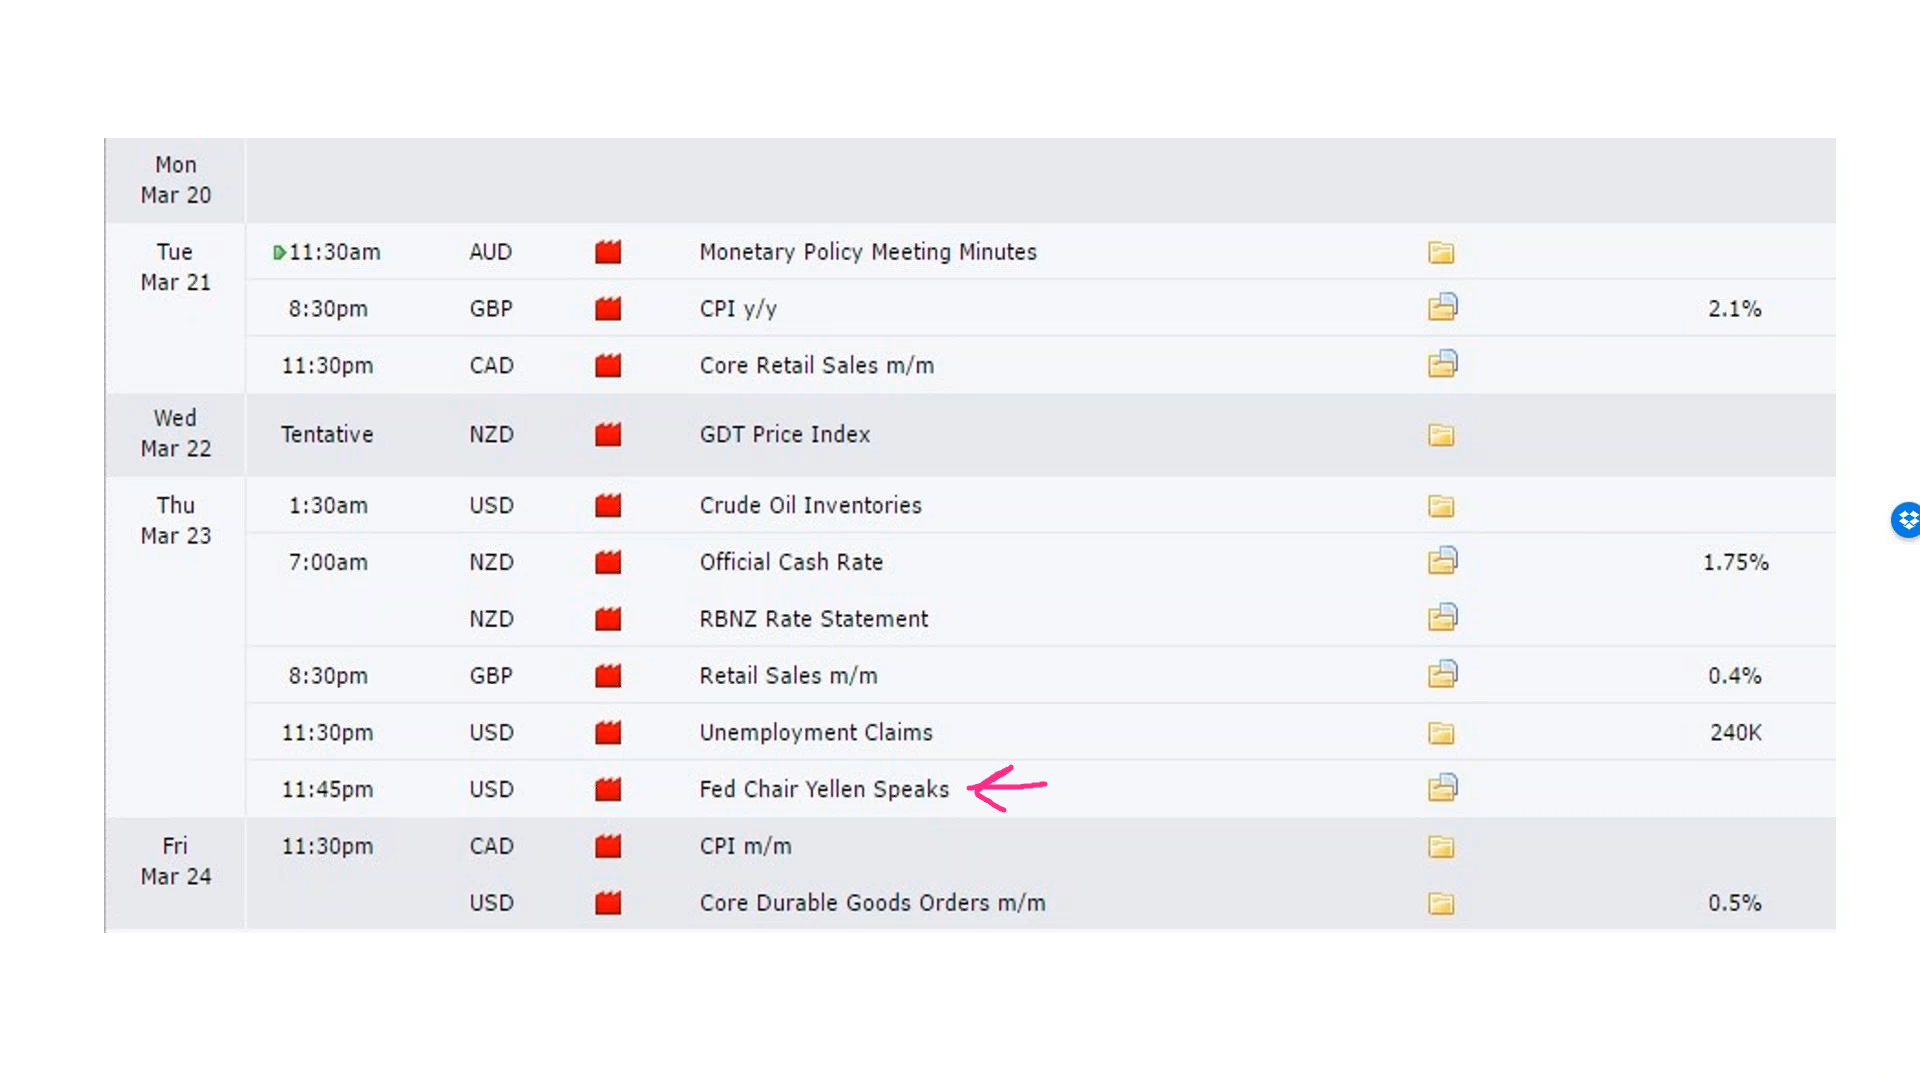 Mon
Mar 20
Tue
Mar 21
11:30am AUD Monetary Policy Meeting Minutes
8:30pm GBP CPI y/y 2.1%
11:30pm CAD Core Retail Sales m/m
Wed
Mar 22
Tentative NZD GDT Price Index
Thu
Mar 23
1:30am USD Crude Oil Inventories
7:00am NZD Official Cash Rate 1.75%
NZD RBNZ Rate Statement
8:30pm GBP Retail Sales m/m 0.4%
11:30pm USD Unemployment Claims 240K
11:45pm USD Fed Chair Yellen Speaks
Fri
Mar 24
11:30pm CAD CPI m/m
USD Core Durable Goods Orders m/m 0.5%